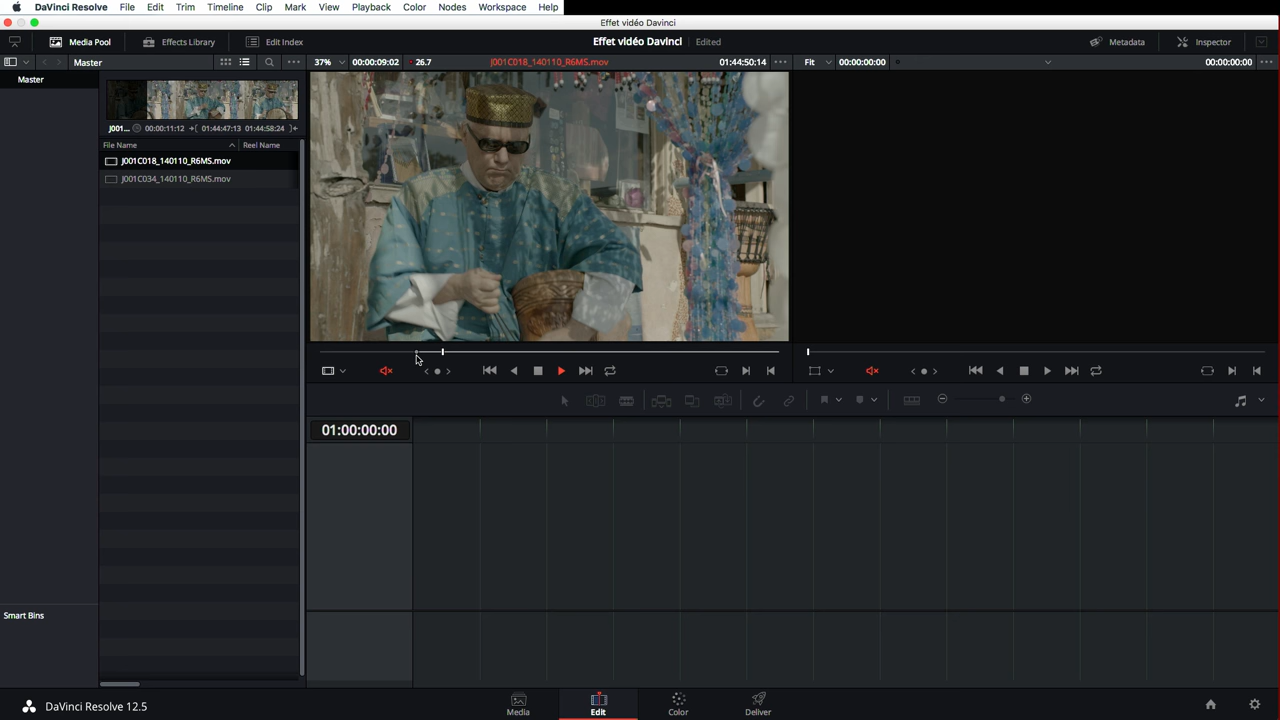 DaVinci Resolve File Edit Trim Timeline Clip Mark View Playback Color Nodes Workspace Help
Effet vidéo Davinci
Media Pool Effects Library Edit Index Effet vidéo Davinci Edited Metadata Inspector
Master 37% 00:00:09:02 26.7 J001C018_140110_R6MS.mov 01:44:50:14 Fit 00:00:00:00 00:00:00:00
Master
J001... 00:00:11:12 01:44:47:13 01:44:58:24
File Name Reel Name
J001C018_140110_R6MS.mov
J001C034_140110_R6MS.mov
01:00:00:00
Smart Bins
DaVinci Resolve 12.5 Media Edit Color Deliver